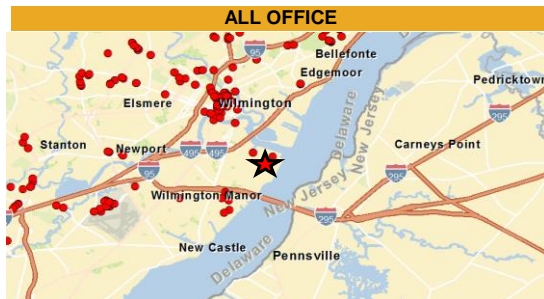 ALL OFFICE
95
Bellefonte
Edgemoor
Pedricktown
Elsmere
Wilmington
295
Delaware
New Jersey
Stanton
Newport
495
495
Carneys Point
95
295
Wilmington Manor
New Jersey
295
New Castle
Delaware
Pennsville